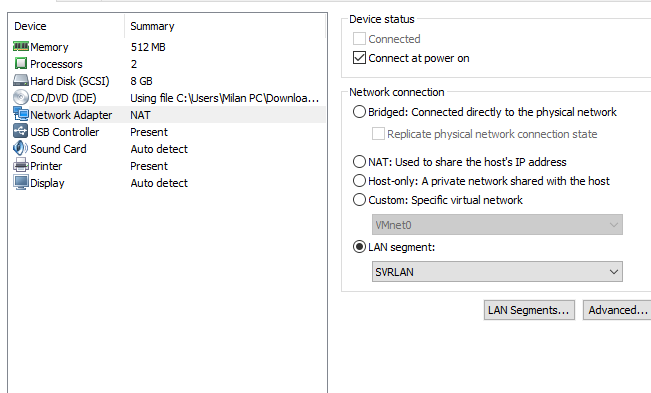 Device Summary
Memory 512 MB
Processors 2
Hard Disk (SCSI) 8 GB
CD/DVD (IDE) Using file C:\Users\Milan PC\Downloa...
Network Adapter NAT
USB Controller Present
Sound Card Auto detect
Printer Present
Display Auto detect
Device status
Connected
Connect at power on
Network connection
Bridged: Connected directly to the physical network
Replicate physical network connection state
NAT: Used to share the host's IP address
Host-only: A private network shared with the host
Custom: Specific virtual network
VMnet0
LAN segment:
SVRLAN
LAN Segments... Advanced...